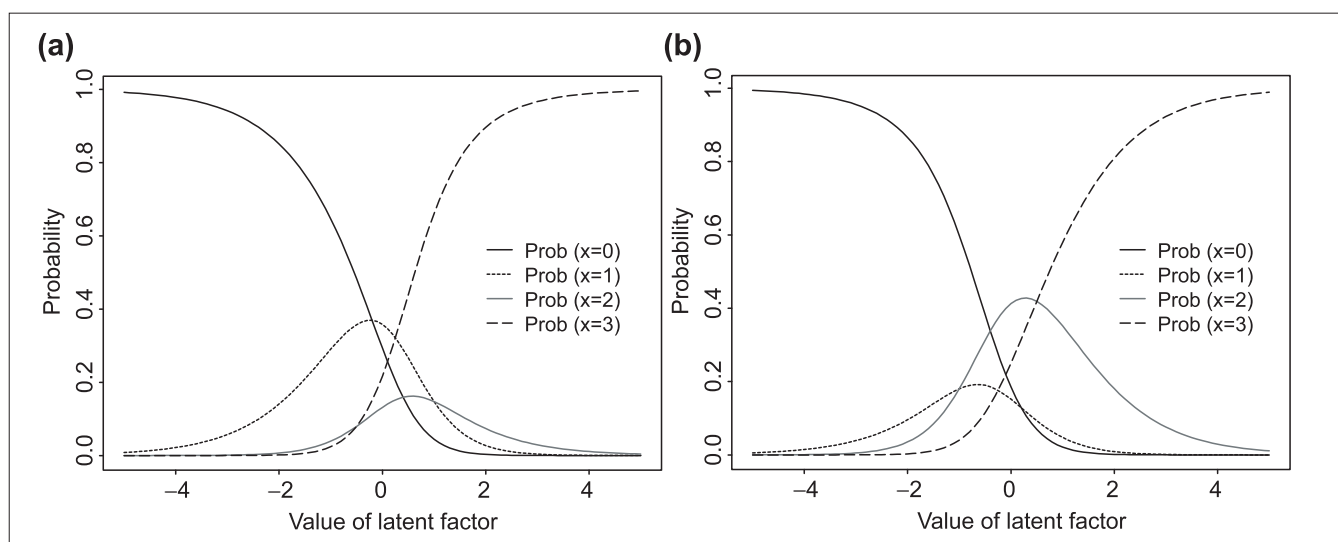 (a)
1.0
0.8
0.6
0.4
0.2
0.0
Probability
Prob (x=0)
Prob (x=1)
Prob (x=2)
Prob (x=3)
–4
–2
0
2
4
Value of latent factor
(b)
1.0
0.8
0.6
0.4
0.2
0.0
Probability
Prob (x=0)
Prob (x=1)
Prob (x=2)
Prob (x=3)
–4
–2
0
2
4
Value of latent factor